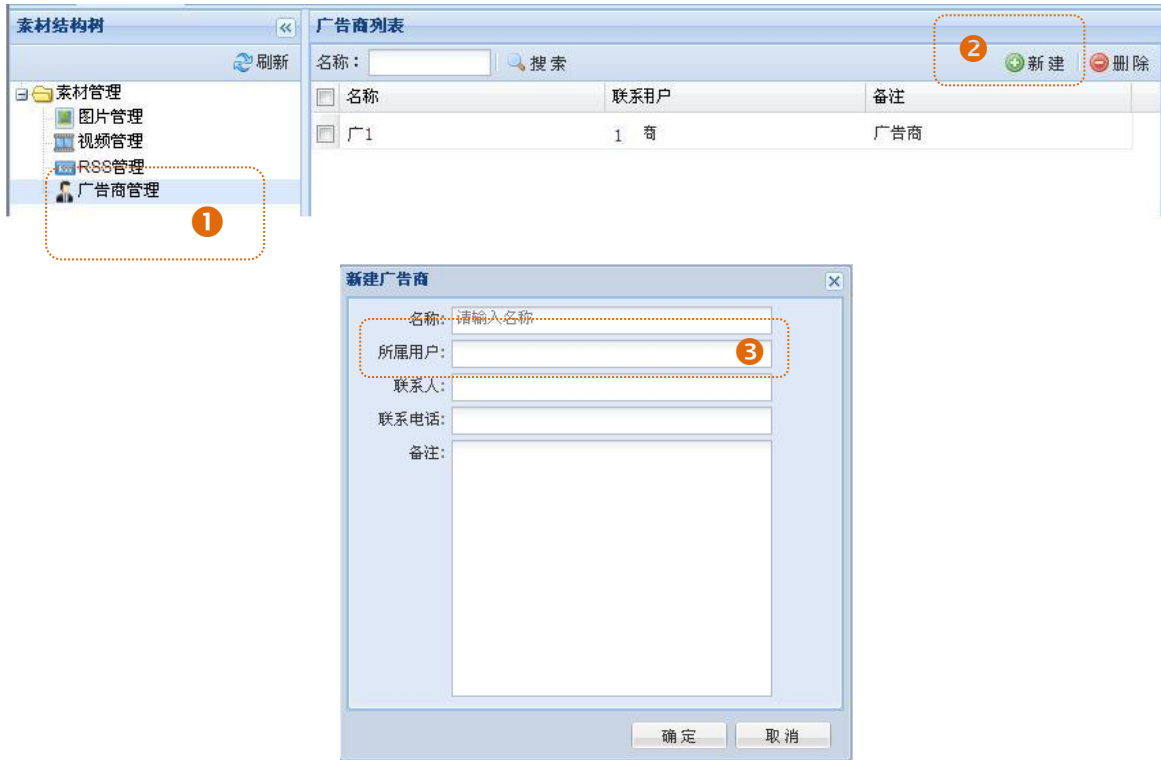 素材结构树
刷新
素材管理
图片管理
视频管理
RSS管理
广告商管理
1
广告商列表
名称： 搜索 2 新建 删除
名称 联系用户 备注
广1 1 商 广告商
新建广告商
名称: 请输入名称
所属用户: 3
联系人:
联系电话:
备注:
确定 取消